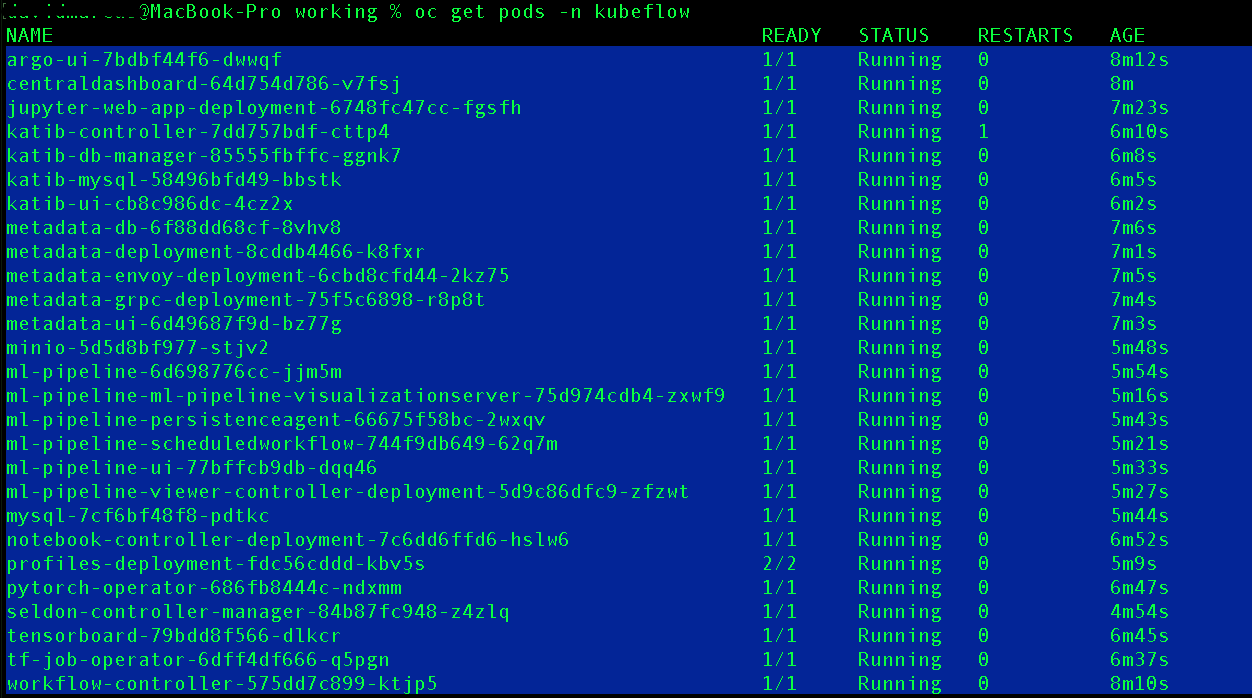 @MacBook-Pro working % oc get pods -n kubeflow
NAME READY STATUS RESTARTS AGE
argo-ui-7bdbf44f6-dwwqf 1/1 Running 0 8m12s
centraldashboard-64d754d786-v7fsj 1/1 Running 0 8m
jupyter-web-app-deployment-6748fc47cc-fgsfh 1/1 Running 0 7m23s
katib-controller-7dd757bdf-cttp4 1/1 Running 1 6m10s
katib-db-manager-85555fbffc-ggnk7 1/1 Running 0 6m8s
katib-mysql-58496bfd49-bbstk 1/1 Running 0 6m5s
katib-ui-cb8c986dc-4cz2x 1/1 Running 0 6m2s
metadata-db-6f88dd68cf-8vhv8 1/1 Running 0 7m6s
metadata-deployment-8cddb4466-k8fxr 1/1 Running 0 7m1s
metadata-envoy-deployment-6cbd8cfd44-2kz75 1/1 Running 0 7m5s
metadata-grpc-deployment-75f5c6898-r8p8t 1/1 Running 0 7m4s
metadata-ui-6d49687f9d-bz77g 1/1 Running 0 7m3s
minio-5d5d8bf977-stjv2 1/1 Running 0 5m48s
ml-pipeline-6d698776cc-jjm5m 1/1 Running 0 5m54s
ml-pipeline-ml-pipeline-visualizationserver-75d974cdb4-zxwf9 1/1 Running 0 5m16s
ml-pipeline-persistenceagent-66675f58bc-2wxqv 1/1 Running 0 5m43s
ml-pipeline-scheduledworkflow-744f9db649-62q7m 1/1 Running 0 5m21s
ml-pipeline-ui-77bffcb9db-dqq46 1/1 Running 0 5m33s
ml-pipeline-viewer-controller-deployment-5d9c86dfc9-zfzwt 1/1 Running 0 5m27s
mysql-7cf6bf48f8-pdtkc 1/1 Running 0 5m44s
notebook-controller-deployment-7c6dd6ffd6-hslw6 1/1 Running 0 6m52s
profiles-deployment-fdc56cddd-kbv5s 2/2 Running 0 5m9s
pytorch-operator-686fb8444c-ndxmm 1/1 Running 0 6m47s
seldon-controller-manager-84b87fc948-z4zlq 1/1 Running 0 4m54s
tensorboard-79bdd8f566-dlkcr 1/1 Running 0 6m45s
tf-job-operator-6dff4df666-q5pgn 1/1 Running 0 6m37s
workflow-controller-575dd7c899-ktjp5 1/1 Running 0 8m10s